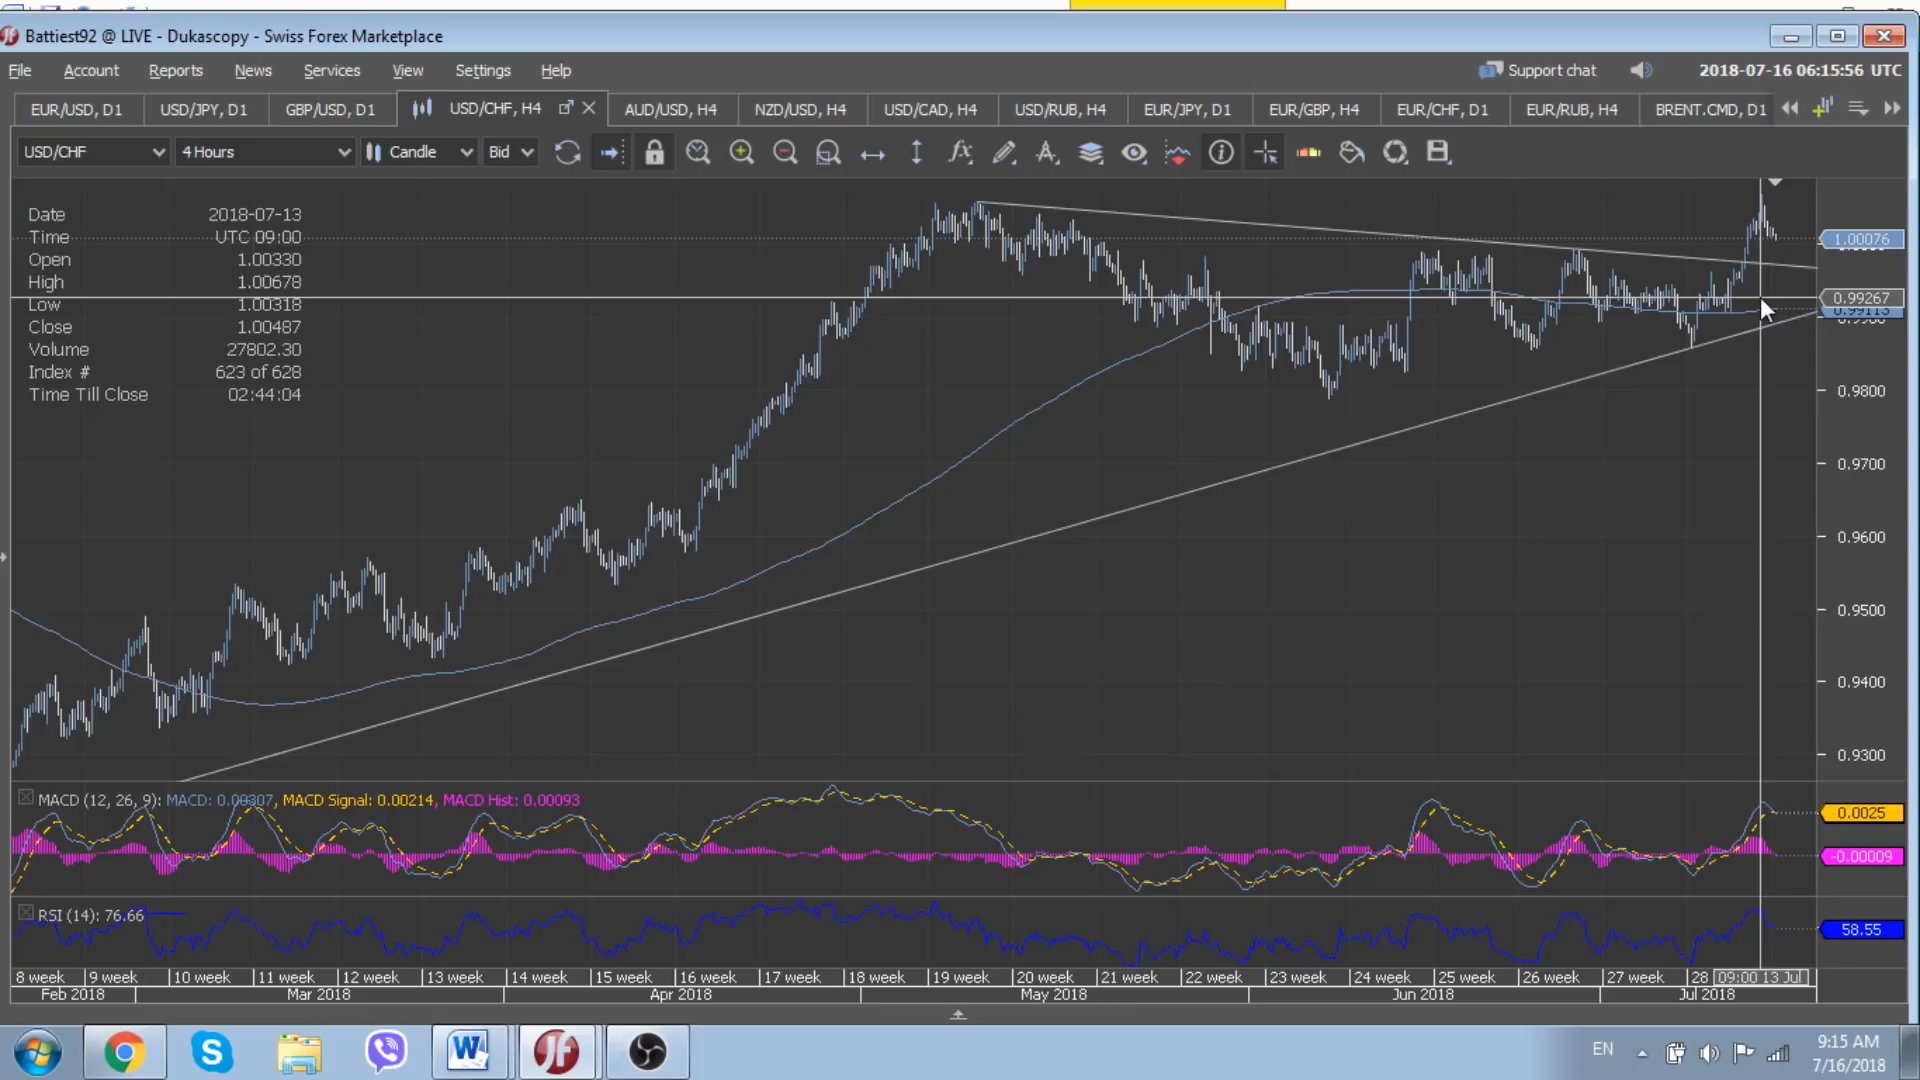 Battiest92 @ LIVE - Dukascopy - Swiss Forex Marketplace
File Account Reports News Services View Settings Help Support chat 2018-07-16 06:15:56 UTC
EUR/USD, D1 USD/JPY, D1 GBP/USD, D1 USD/CHF, H4 AUD/USD, H4 NZD/USD, H4 USD/CAD, H4 USD/RUB, H4 EUR/JPY, D1 EUR/GBP, H4 EUR/CHF, D1 EUR/RUB, H4 BRENT.CMD, D1
USD/CHF 4 Hours Candle Bid
Date 2018-07-13
Time UTC 09:00
Open 1.00330
High 1.00678
Low 1.00318
Close 1.00487
Volume 27802.30
Index # 623 of 628
Time Till Close 02:44:04
1.00076
0.99267
0.99113
0.9800
0.9700
0.9600
0.9500
0.9400
0.9300
MACD (12, 26, 9): MACD: 0.00307, MACD Signal: 0.00214, MACD Hist: 0.00093
0.0025
-0.00009
RSI (14): 76.66
58.55
8 week 9 week 10 week 11 week 12 week 13 week 14 week 15 week 16 week 17 week 18 week 19 week 20 week 21 week 22 week 23 week 24 week 25 week 26 week 27 week 28 09:00 13 Jul
Feb 2018 Mar 2018 Apr 2018 May 2018 Jun 2018 Jul 2018
EN 9:15 AM
7/16/2018